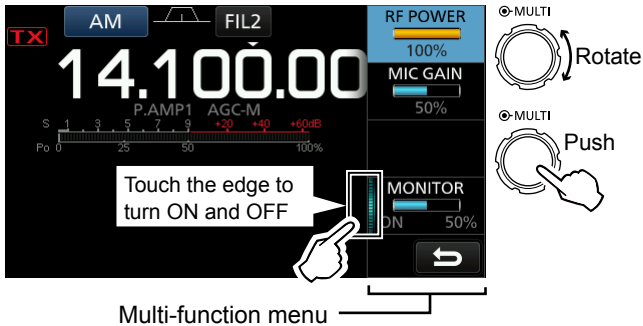 AM FIL2 RF POWER
MULTI
TX
100%
Rotate
14.100.00
MIC GAIN
50%
P.AMP1 AGC-M
S 1 3 5 7 9 +20 +40 +60dB
Po 0 25 50 100%
MULTI
Push
Touch the edge to
turn ON and OFF
MONITOR
ON 50%
Multi-function menu